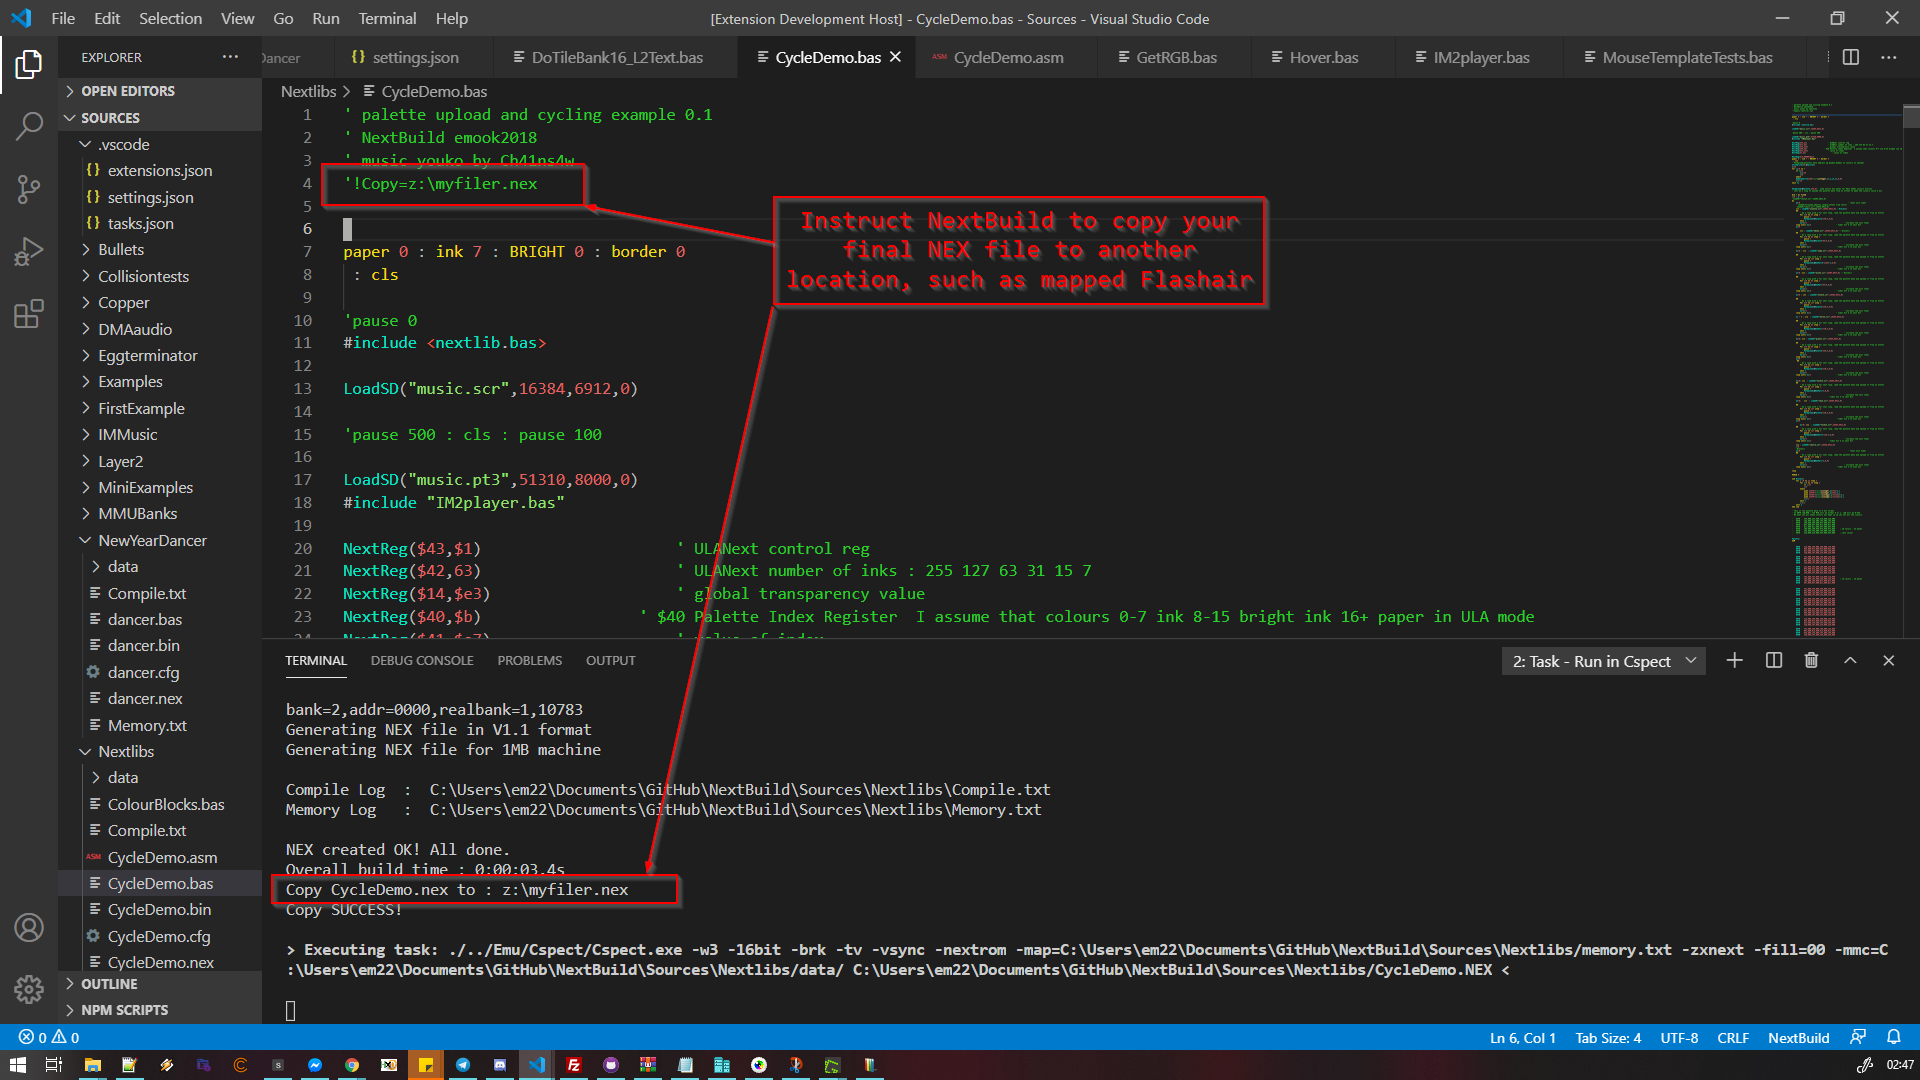 File Edit Selection View Go Run Terminal Help
[Extension Development Host] - CycleDemo.bas - Sources - Visual Studio Code
EXPLORER
Dancer
settings.json
DoTileBank16_L2Text.bas
CycleDemo.bas
ASM CycleDemo.asm
GetRGB.bas
Hover.bas
IM2player.bas
MouseTemplateTests.bas
OPEN EDITORS
SOURCES
.vscode
{} extensions.json
{} settings.json
{} tasks.json
Bullets
Collisiontests
Copper
DMAaudio
Eggterminator
Examples
FirstExample
IMMusic
Layer2
MiniExamples
MMUBanks
NewYearDancer
data
Compile.txt
dancer.bas
dancer.bin
dancer.cfg
dancer.nex
Memory.txt
Nextlibs
data
ColourBlocks.bas
Compile.txt
ASM CycleDemo.asm
CycleDemo.bas
CycleDemo.bin
CycleDemo.cfg
CycleDemo.nex
OUTLINE
NPM SCRIPTS
Nextlibs > CycleDemo.bas
1 ' palette upload and cycling example 0.1
2 ' NextBuild emook2018
3 ' music youko by Ch41ns4w
4 '!Copy=z:\myfiler.nex
5
6
7 paper 0 : ink 7 : BRIGHT 0 : border 0
8 : cls
9
10 'pause 0
11 #include <nextlib.bas>
12
13 LoadSD("music.scr",16384,6912,0)
14
15 'pause 500 : cls : pause 100
16
17 LoadSD("music.pt3",51310,8000,0)
18 #include "IM2player.bas"
19
20 NextReg($43,$1) ' ULANext control reg
21 NextReg($42,63) ' ULANext number of inks : 255 127 63 31 15 7
22 NextReg($14,$e3) ' global transparency value
23 NextReg($40,$b) ' $40 Palette Index Register  I assume that colours 0-7 ink 8-15 bright ink 16+ paper in ULA mode
Instruct NextBuild to copy your
final NEX file to another
location, such as mapped Flashair
TERMINAL DEBUG CONSOLE PROBLEMS OUTPUT
2: Task - Run in Cspect
bank=2,addr=0000,realbank=1,10783
Generating NEX file in V1.1 format
Generating NEX file for 1MB machine
Compile Log : C:\Users\em22\Documents\GitHub\NextBuild\Sources\Nextlibs\Compile.txt
Memory Log : C:\Users\em22\Documents\GitHub\NextBuild\Sources\Nextlibs\Memory.txt
NEX created OK! All done.
Overall build time : 0:00:03.4s
Copy CycleDemo.nex to : z:\myfiler.nex
Copy SUCCESS!
> Executing task: ./../Emu/Cspect/Cspect.exe -w3 -16bit -brk -tv -vsync -nextrom -map=C:\Users\em22\Documents\GitHub\NextBuild\Sources\Nextlibs/memory.txt -zxnext -fill=00 -mmc=C
:\Users\em22\Documents\GitHub\NextBuild\Sources\Nextlibs/data/ C:\Users\em22\Documents\GitHub\NextBuild\Sources\Nextlibs/CycleDemo.NEX <
0 0
Ln 6, Col 1 Tab Size: 4 UTF-8 CRLF NextBuild
02:47